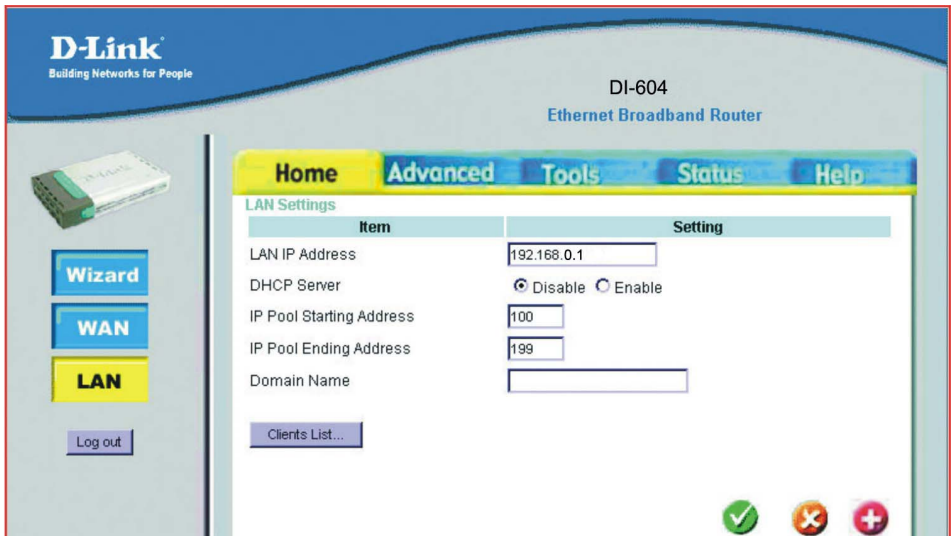 D-Link
Building Networks for People
DI-604
Ethernet Broadband Router
Home Advanced Tools Status Help
LAN Settings
Item Setting
LAN IP Address 192.168.0.1
DHCP Server Disable Enable
IP Pool Starting Address 100
IP Pool Ending Address 199
Domain Name
Wizard
WAN
LAN
Log out
Clients List...